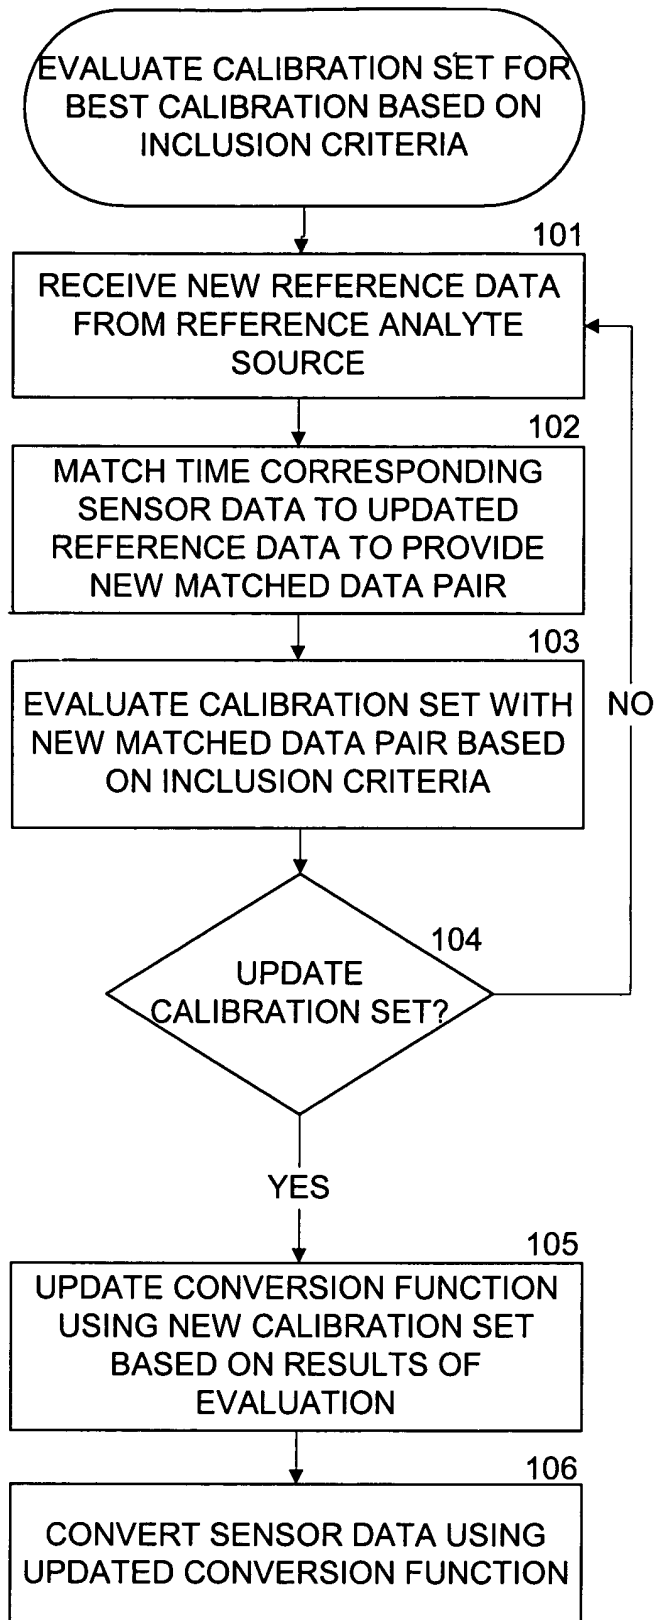 EVALUATE CALIBRATION SET FOR
BEST CALIBRATION BASED ON
INCLUSION CRITERIA
101
RECEIVE NEW REFERENCE DATA
FROM REFERENCE ANALYTE
SOURCE
102
MATCH TIME CORRESPONDING
SENSOR DATA TO UPDATED
REFERENCE DATA TO PROVIDE
NEW MATCHED DATA PAIR
103
EVALUATE CALIBRATION SET WITH
NEW MATCHED DATA PAIR BASED
ON INCLUSION CRITERIA
NO
104
UPDATE
CALIBRATION SET?
YES
105
UPDATE CONVERSION FUNCTION
USING NEW CALIBRATION SET
BASED ON RESULTS OF
EVALUATION
106
CONVERT SENSOR DATA USING
UPDATED CONVERSION FUNCTION